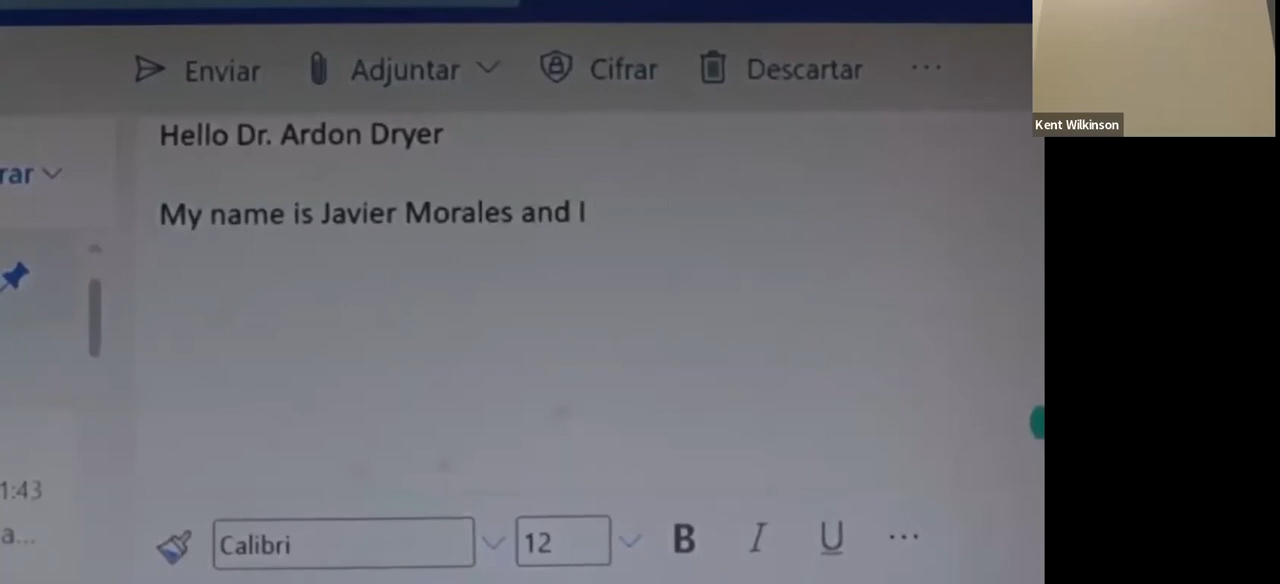 Enviar Adjuntar Cifrar Descartar ...
Kent Wilkinson
Hello Dr. Ardon Dryer
rar
My name is Javier Morales and I
1:43
a...
Calibri 12 B I U ...